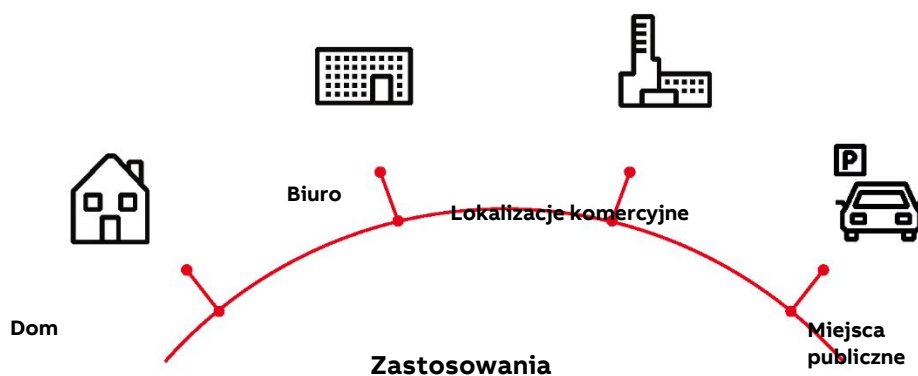 P
Biuro
Lokalizacje komercyjne
Dom
Miejsca
publiczne
Zastosowania